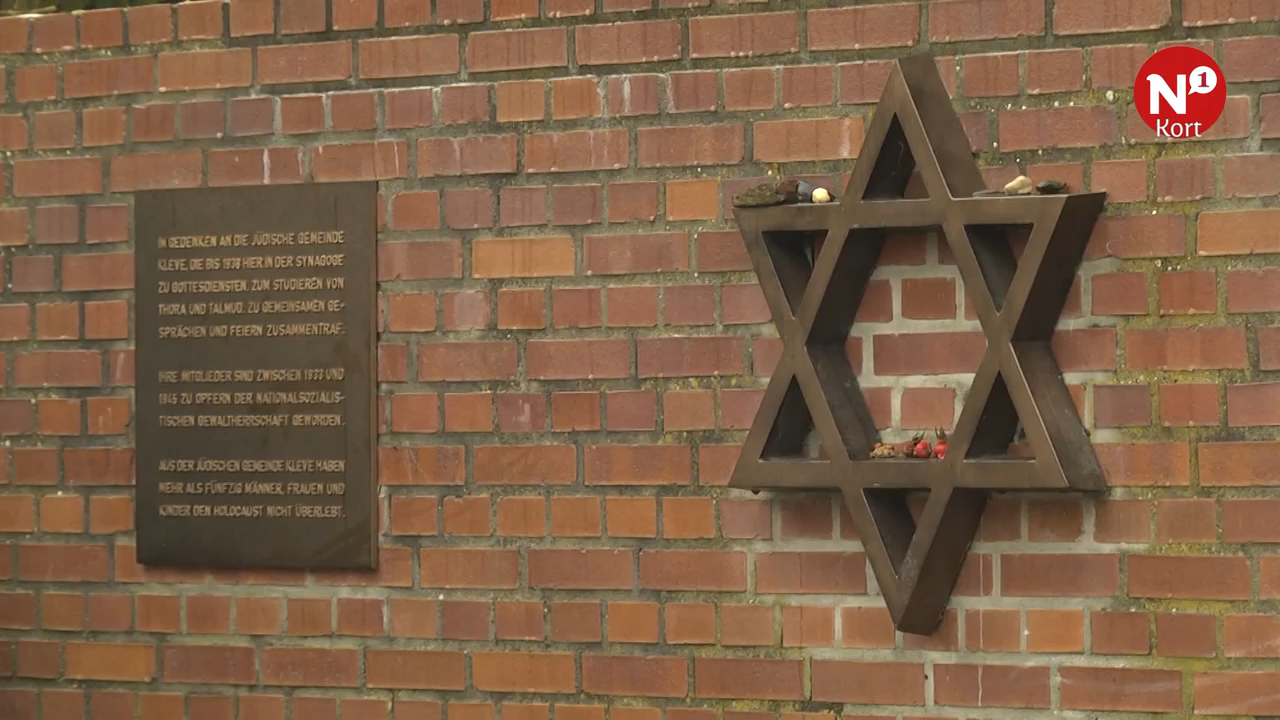 N1
Kort
IM GEDENKEN AN DIE JÜDISCHE GEMEINDE
KLEVE, DIE BIS 1938 HIER IN DER SYNAGOGE
ZU GOTTESDIENSTEN, ZUM STUDIEREN VON
THORA UND TALMUD, ZU GEMEINSAMEN GE-
SPRÄCHEN UND FEIERN ZUSAMMENTRAF.
IHRE MITGLIEDER SIND ZWISCHEN 1933 UND
1945 ZU OPFERN DER NATIONALSOZIALIS-
TISCHEN GEWALTHERRSCHAFT GEWORDEN.
AUS DER JÜDISCHEN GEMEINDE KLEVE HABEN
MEHR ALS FÜNFZIG MÄNNER, FRAUEN UND
KINDER DEN HOLOCAUST NICHT ÜBERLEBT.